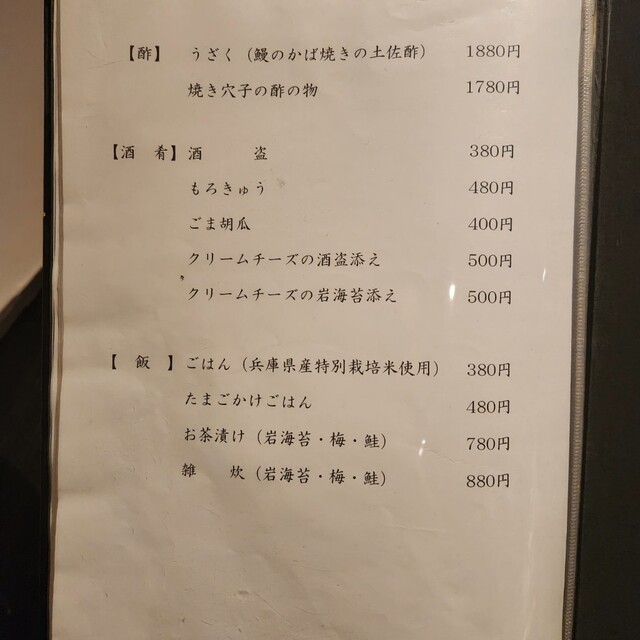 【酢】 うざく（鰻のかば焼きの土佐酢） 1880円
焼き穴子の酢の物 1780円
【酒　肴】 酒　　盗 380円
もろきゅう 480円
ごま胡瓜 400円
クリームチーズの酒盗添え 500円
クリームチーズの岩海苔添え 500円
【　飯　】 ごはん（兵庫県産特別栽培米使用） 380円
たまごかけごはん 480円
お茶漬け（岩海苔・梅・鮭） 780円
雑　　炊（岩海苔・梅・鮭） 880円